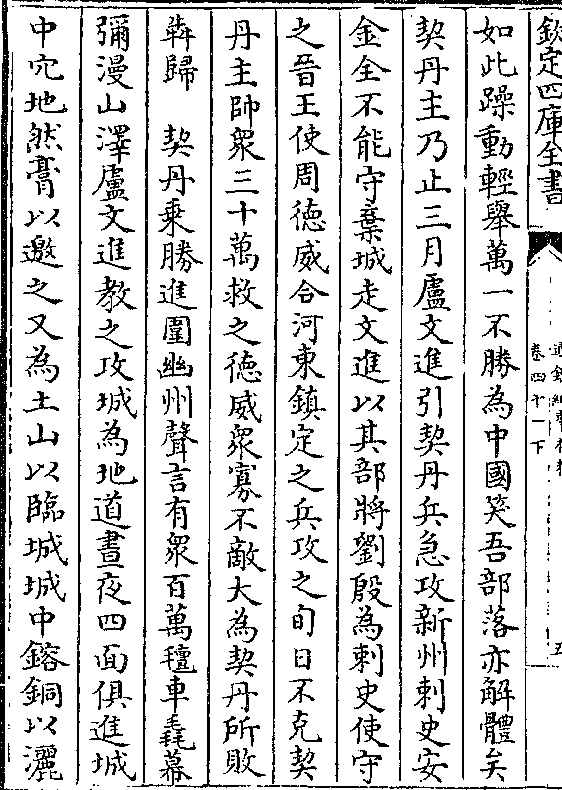 欽定四庫全書
卷四十一下
五
如此躁動輕舉萬一不勝為中國笑吾部落亦解體矣
契丹主乃止三月盧文進引契丹兵急攻新州刺史安
金全不能守棄城走文進以其部將劉殷為刺史使守
之晉王使周德威合河東鎮定之兵攻之旬日不克契
丹主帥衆三十萬救之德威衆寡不敵大為契丹所敗
犇歸 契丹乘勝進圍幽州聲言有衆百萬氊車毳幕
彌漫山澤盧文進教之攻城為地道晝夜四面俱進城
中穴地然膏以邀之又為土山以臨城城中鎔銅以灑